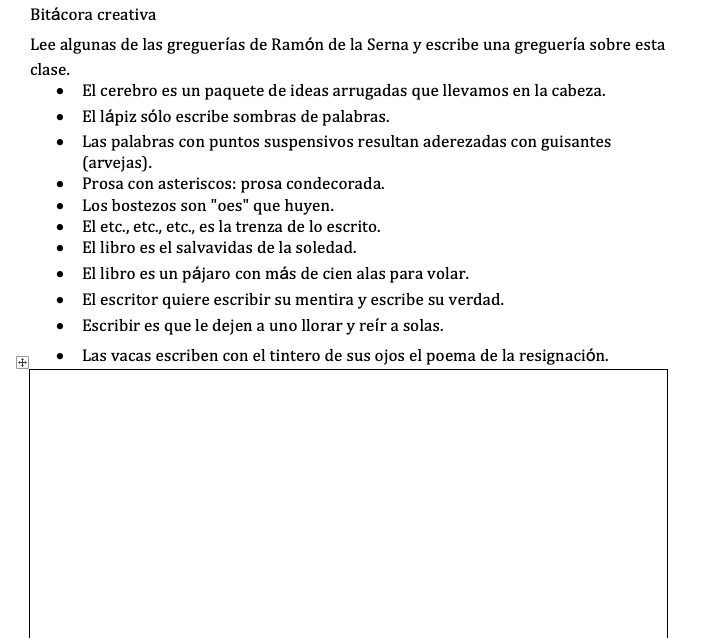 Bitácora creativa
Lee algunas de las greguerías de Ramón de la Serna y escribe una greguería sobre esta
clase.
• El cerebro es un paquete de ideas arrugadas que llevamos en la cabeza.
• El lápiz sólo escribe sombras de palabras.
• Las palabras con puntos suspensivos resultan aderezadas con guisantes
(arvejas).
• Prosa con asteriscos: prosa condecorada.
• Los bostezos son "oes" que huyen.
• El etc., etc., etc., es la trenza de lo escrito.
• El libro es el salvavidas de la soledad.
• El libro es un pájaro con más de cien alas para volar.
• El escritor quiere escribir su mentira y escribe su verdad.
• Escribir es que le dejen a uno llorar y reír a solas.
• Las vacas escriben con el tintero de sus ojos el poema de la resignación.